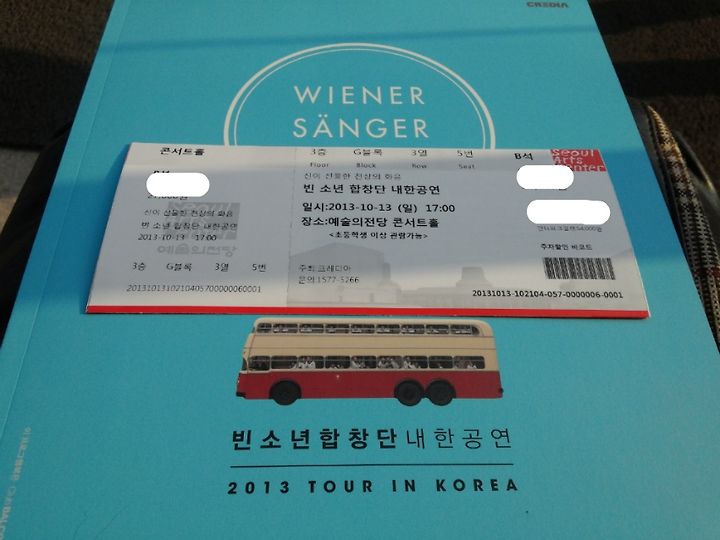 CREDIA
WIENER
SÄNGER
콘서트홀
3층 G블록 3열 5번 B석
Floor Block Row Seat
Seoul
Arts
Center
신이 선물한 천상의 화음
빈 소년 합창단 내한공연
일시:2013-10-13 (일) 17:00
장소:예술의전당 콘서트홀
<초등학생 이상 관람가능>
주최:크레디아
문의:1577-5266
신이 선물한 천상의 화음
빈 소년 합창단 내한공연
2013-10-13 17:00
예술의전당
3층 G블록 3열 5번
20131013102104057000000060001
주차할인 바코드
20131013-102104-057-0000006-0001
빈소년합창단내한공연
2013 TOUR IN KOREA